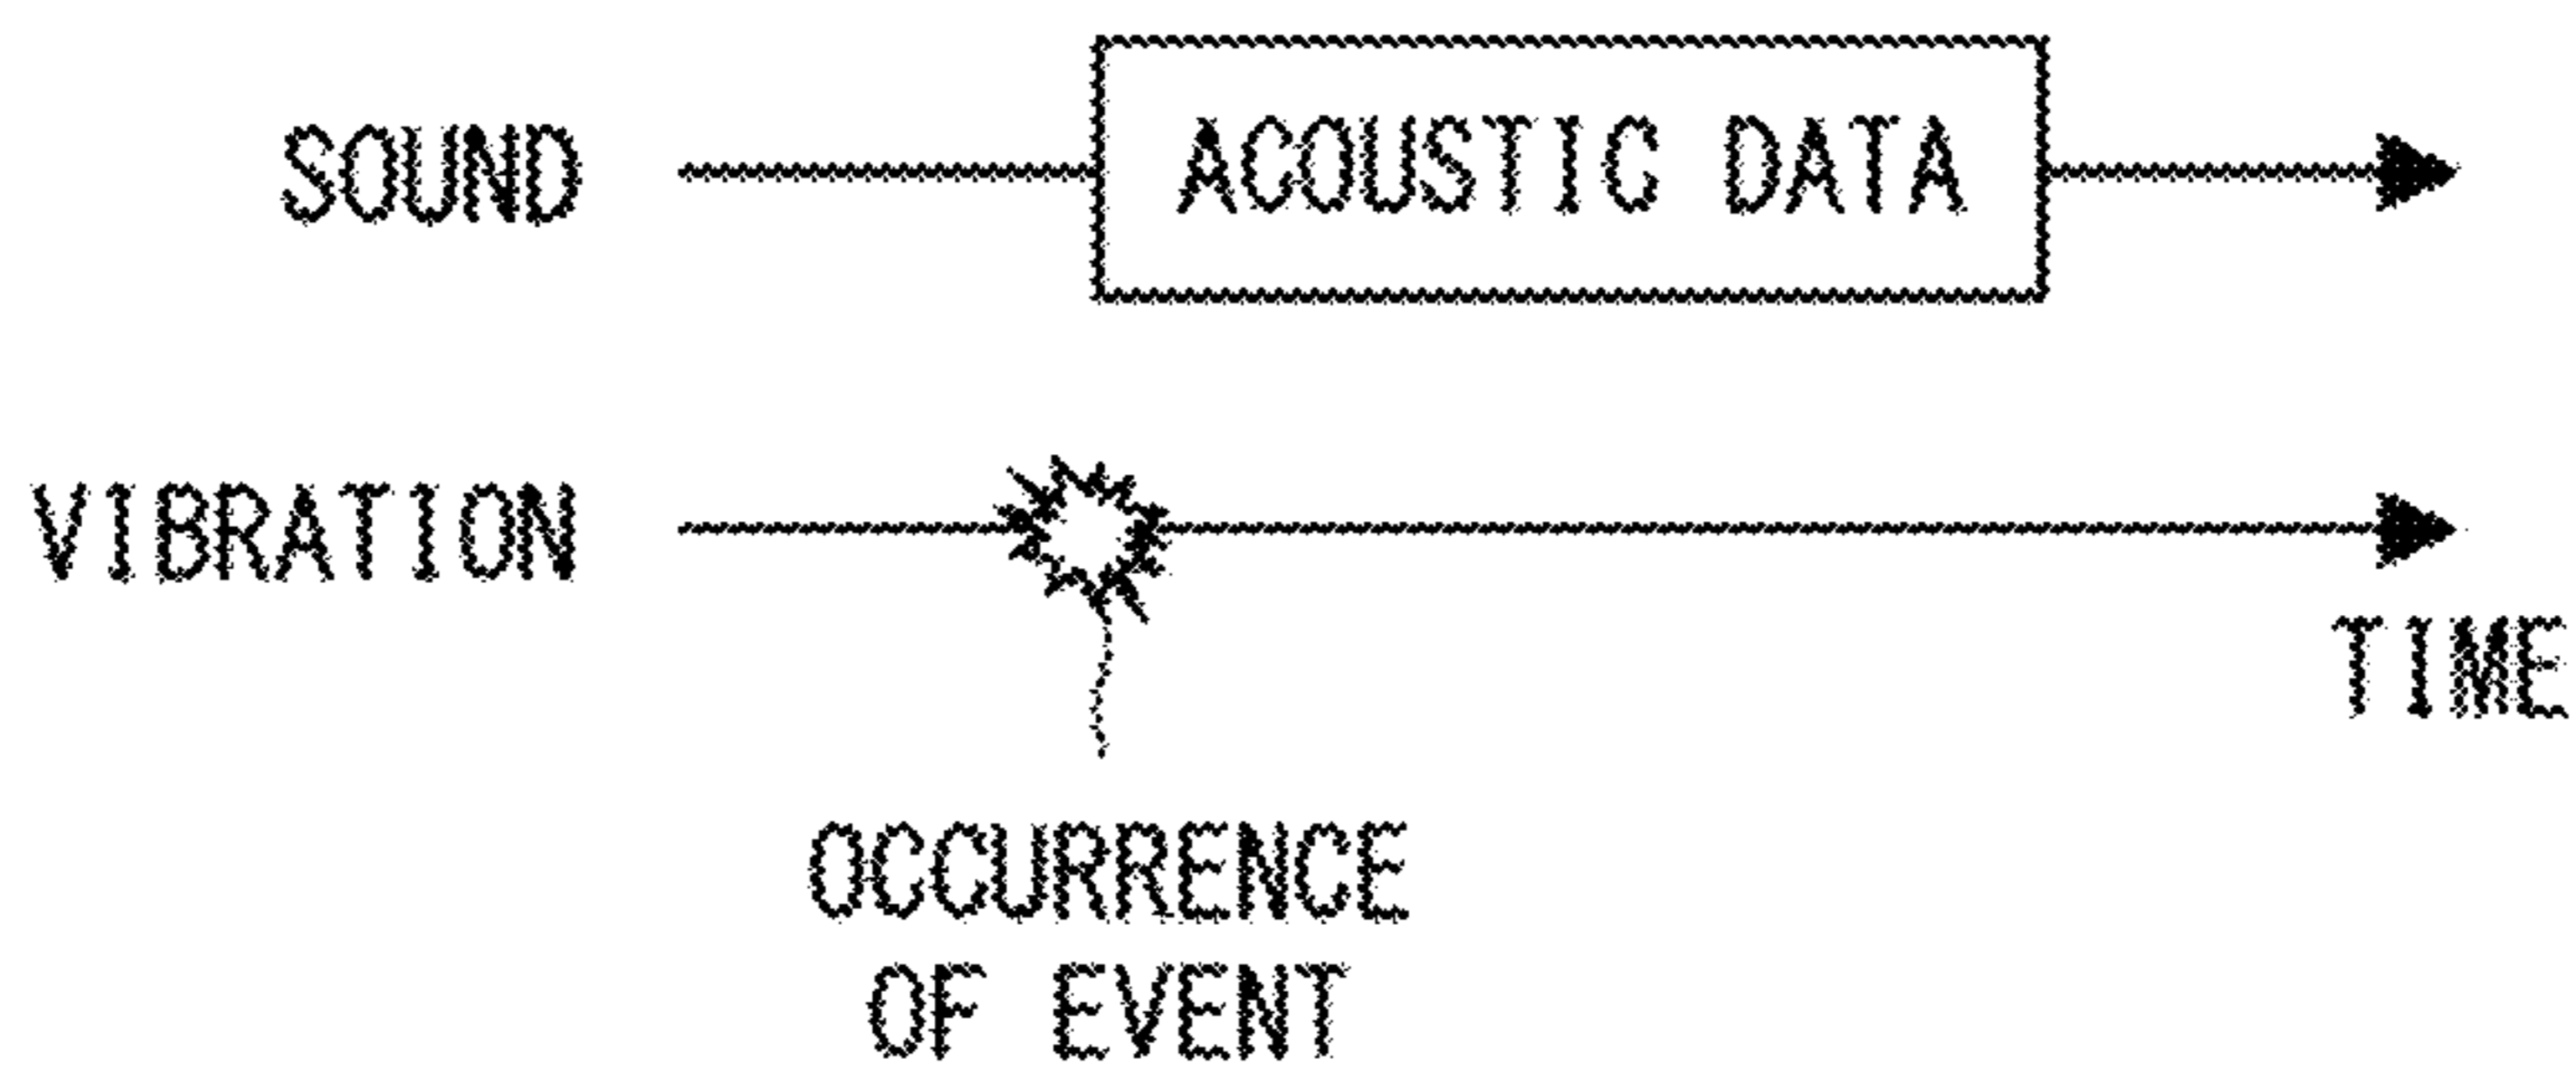 SOUND
ACOUSTIC DATA
VIBRATION
TIME
OCCURRENCE
OF EVENT